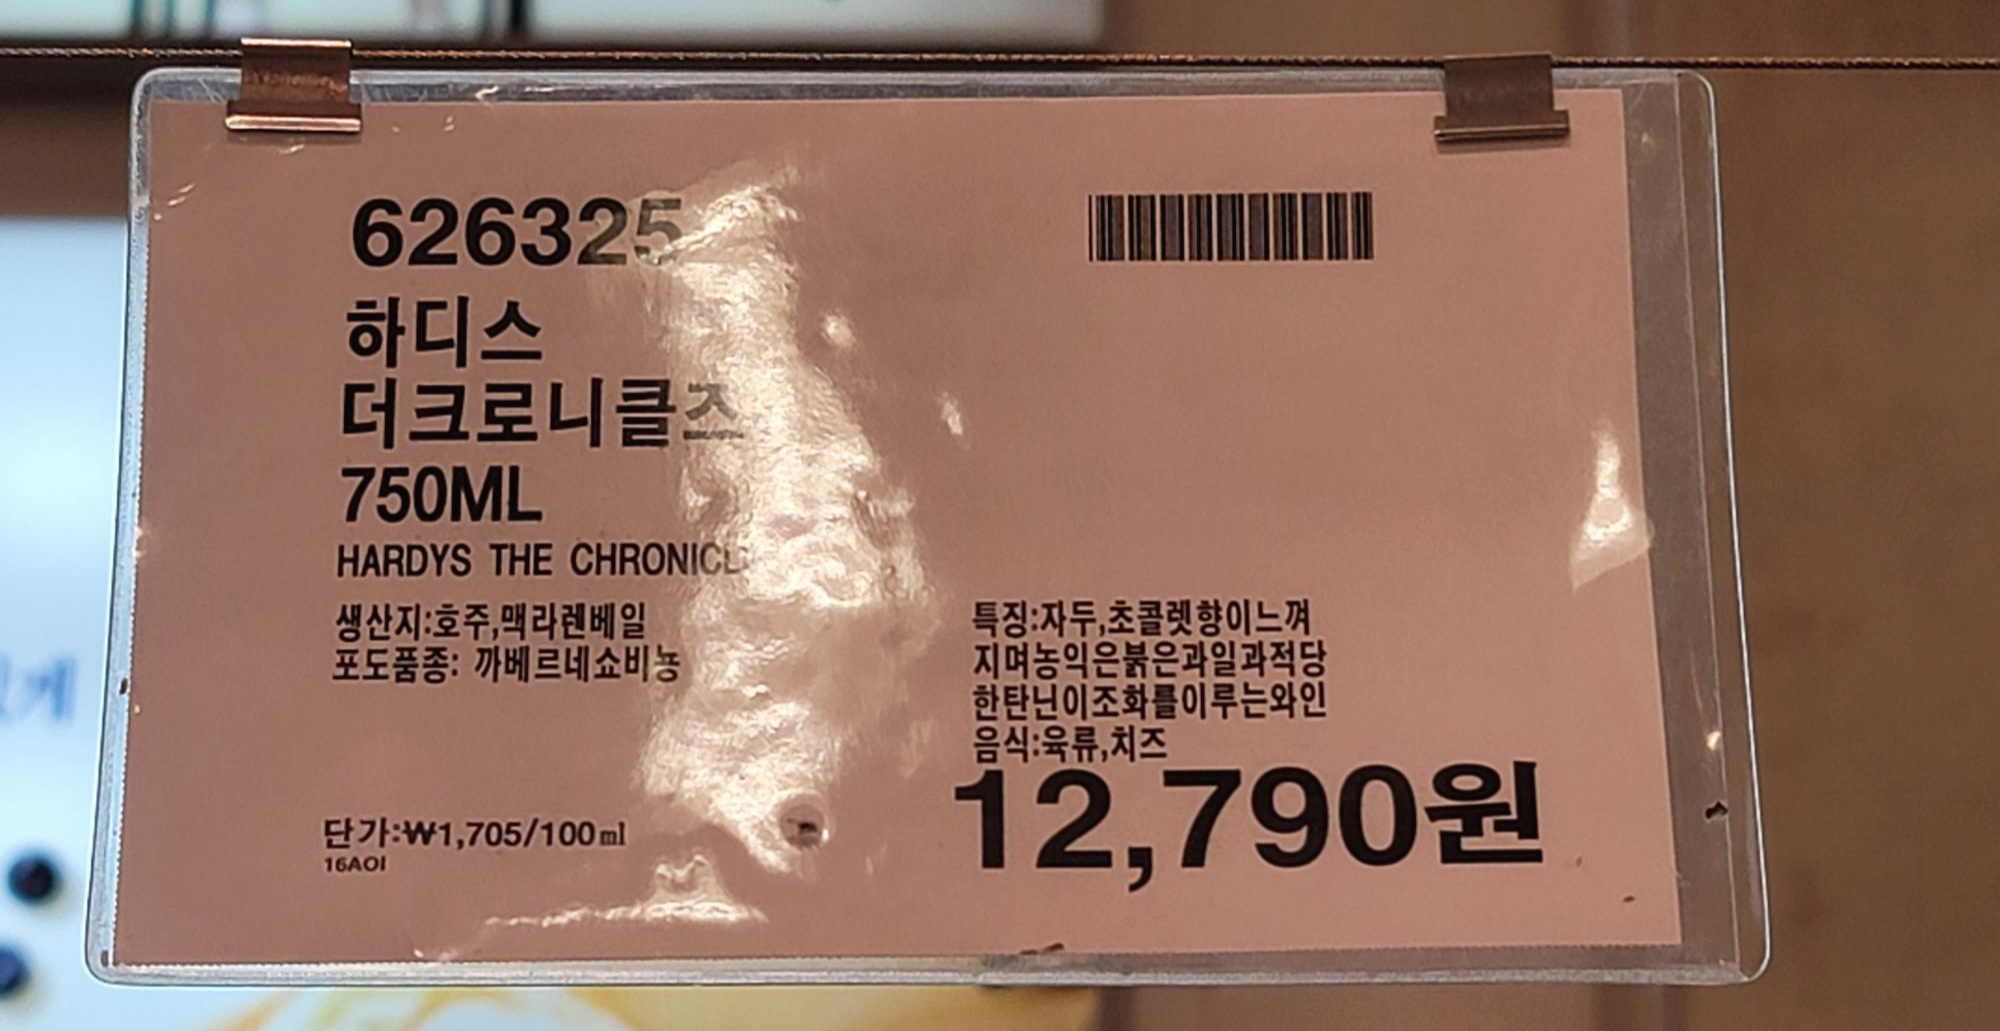 626325
하디스
더크로니클즈
750ML
HARDYS THE
생산지:호주,맥라렌베일
포도품종: 까베르네쇼비뇽
특징:자두,초콜렛향이느껴
지며농익은붉은과일과적당
한탄닌이조화를이루는와인
음식:육류,치즈
단가:₩1,705/100㎖
12,790원
16AOI